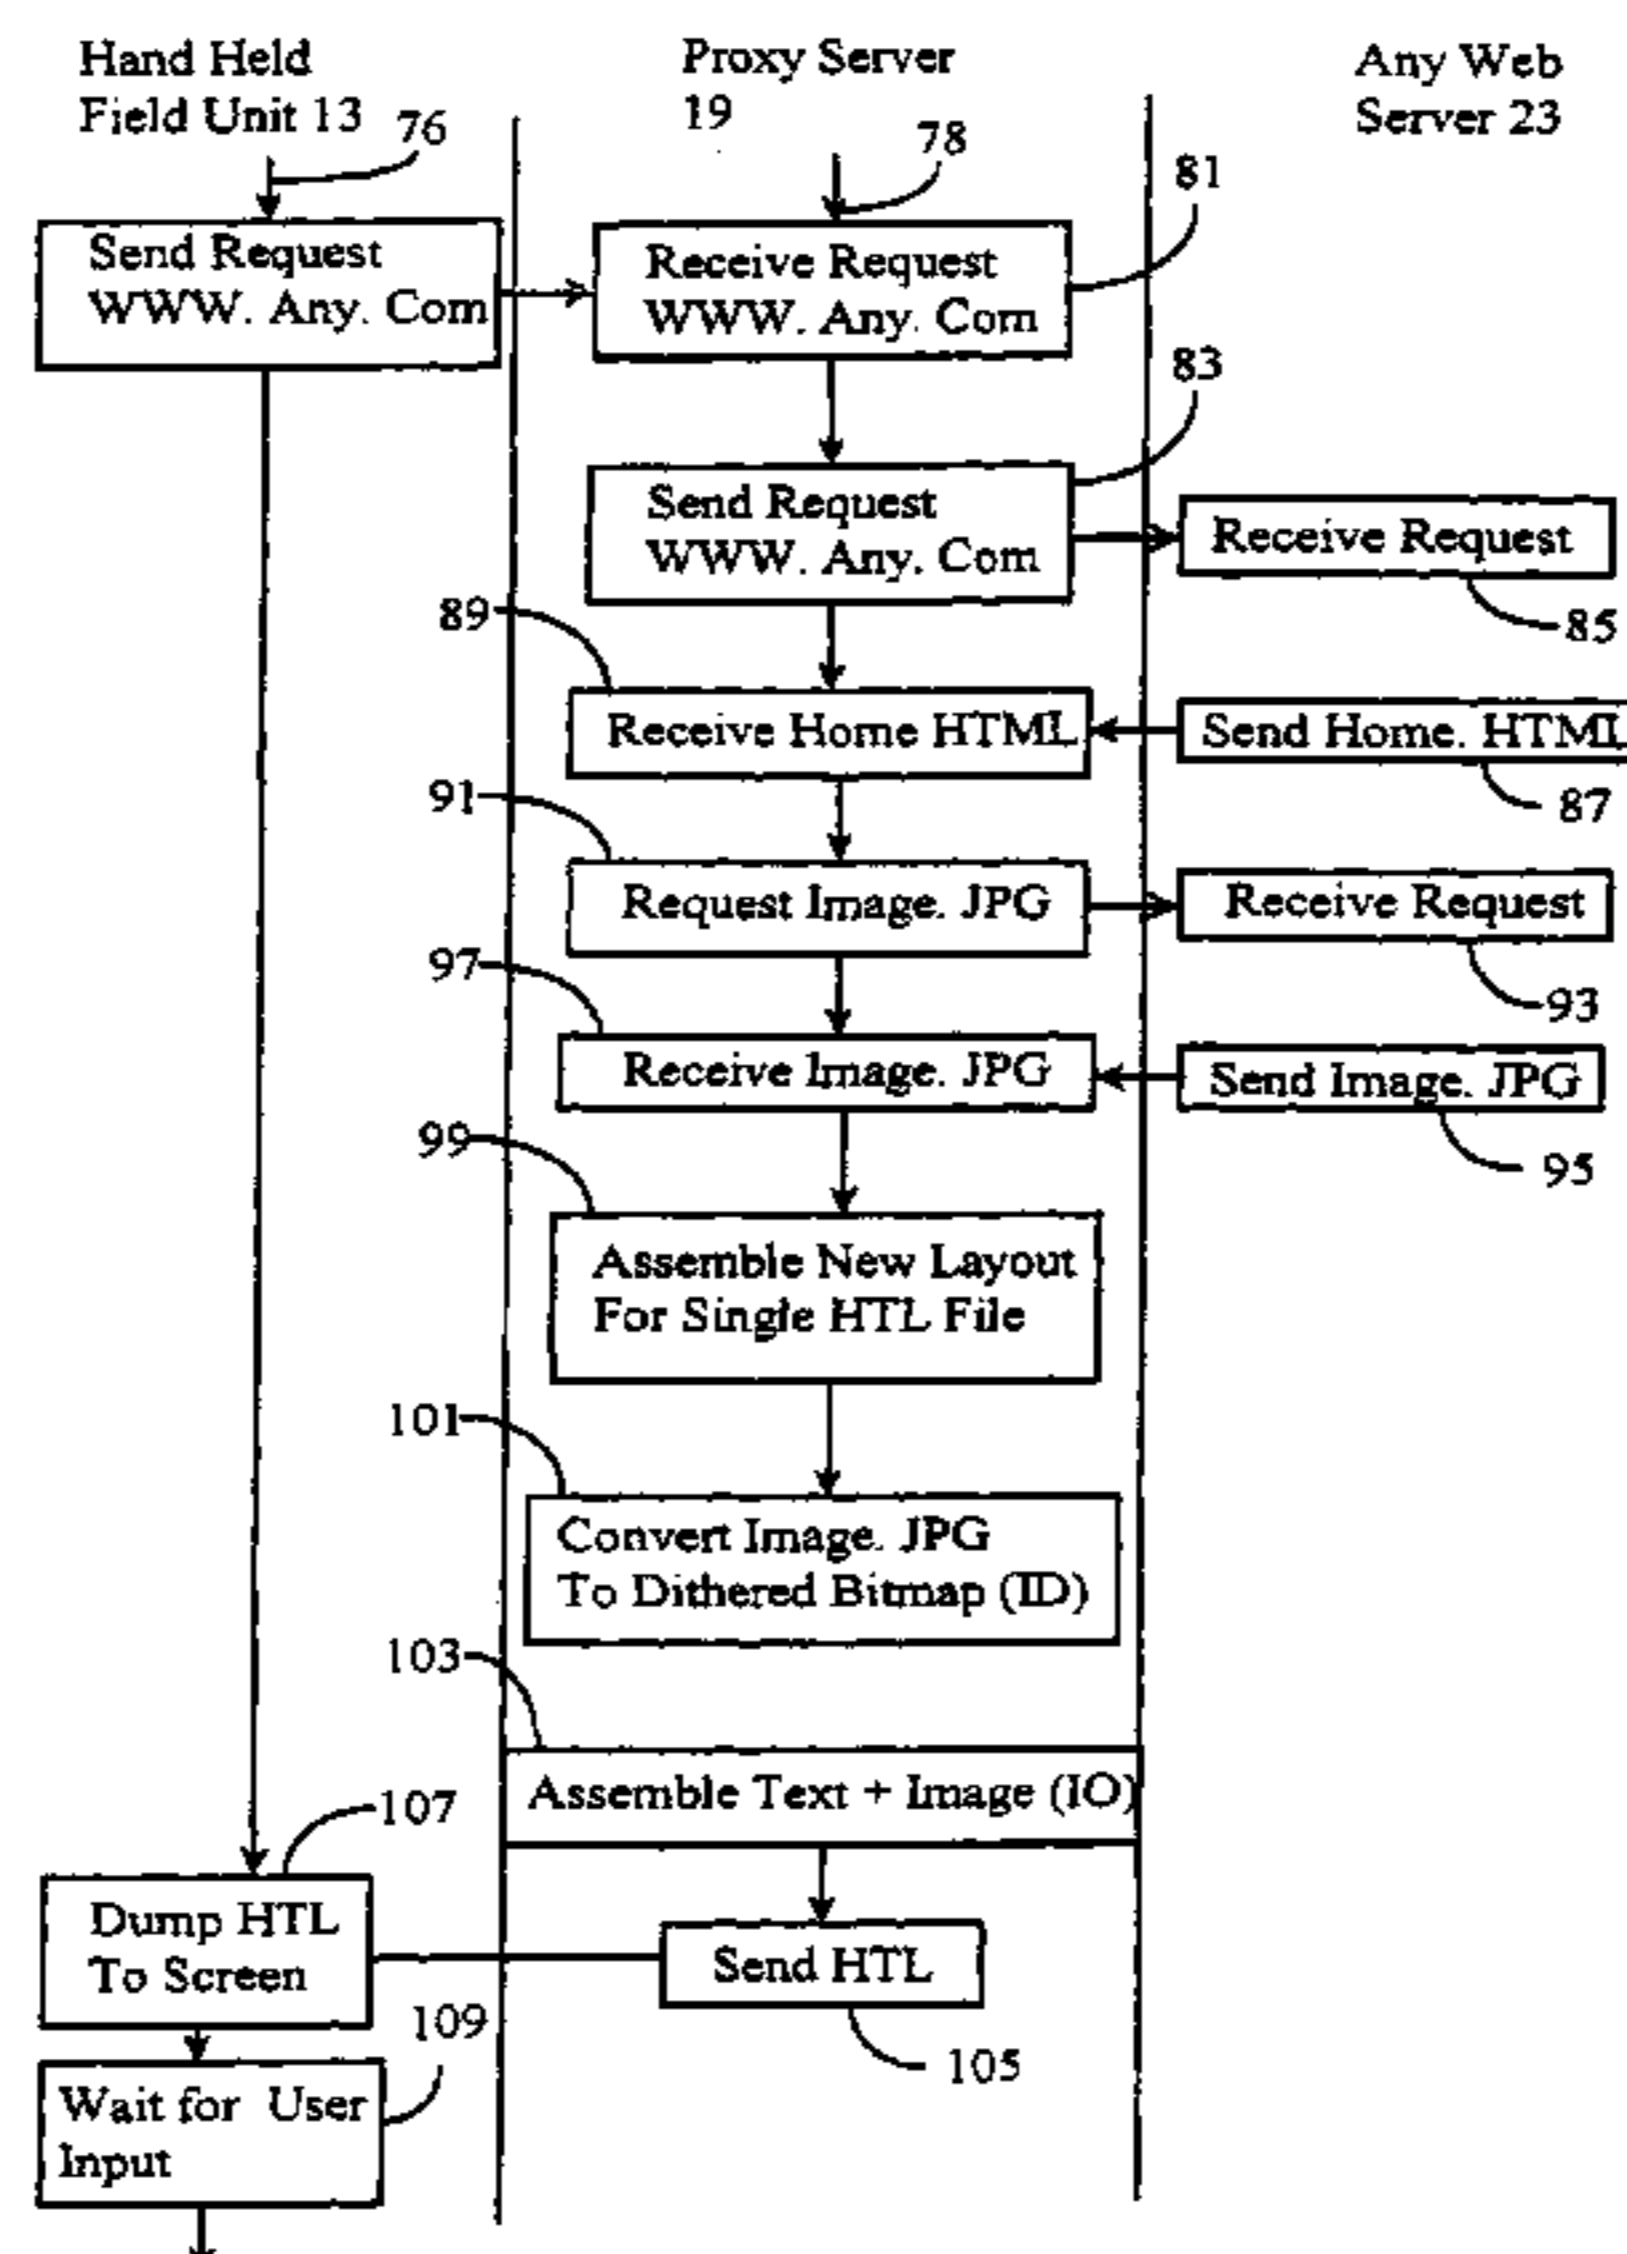 Hand Held
Field Unit 13
76
Proxy Server
19
78
Any Web
Server 23
81
Send Request
WWW. Any. Com
Receive Request
WWW. Any. Com
83
Send Request
WWW. Any. Com
Receive Request
85
89
Receive Home HTML
Send Home. HTML
87
91
Request Image. JPG
Receive Request
93
97
Receive Image. JPG
Send Image. JPG
95
99
Assemble New Layout
For Single HTL File
101
Convert Image. JPG
To Dithered Bitmap (ID)
103
Assemble Text + Image (IO)
107
Dump HTL
To Screen
Send HTL
105
109
Wait for User
Input